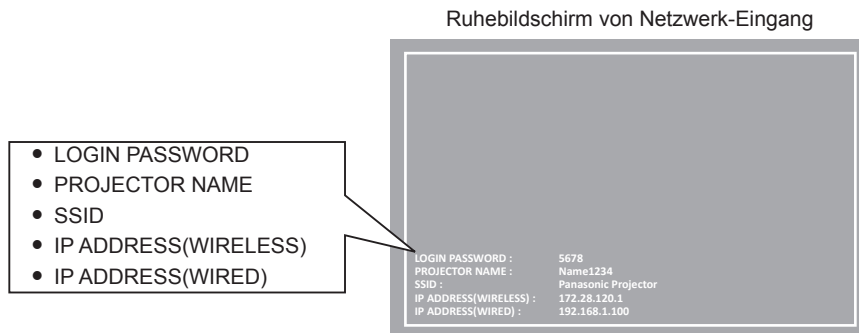 Ruhebildschirm von Netzwerk-Eingang
• LOGIN PASSWORD
• PROJECTOR NAME
• SSID
• IP ADDRESS(WIRELESS)
• IP ADDRESS(WIRED)
LOGIN PASSWORD : 5678
PROJECTOR NAME : Name1234
SSID : Panasonic Projector
IP ADDRESS(WIRELESS) : 172.28.120.1
IP ADDRESS(WIRED) : 192.168.1.100